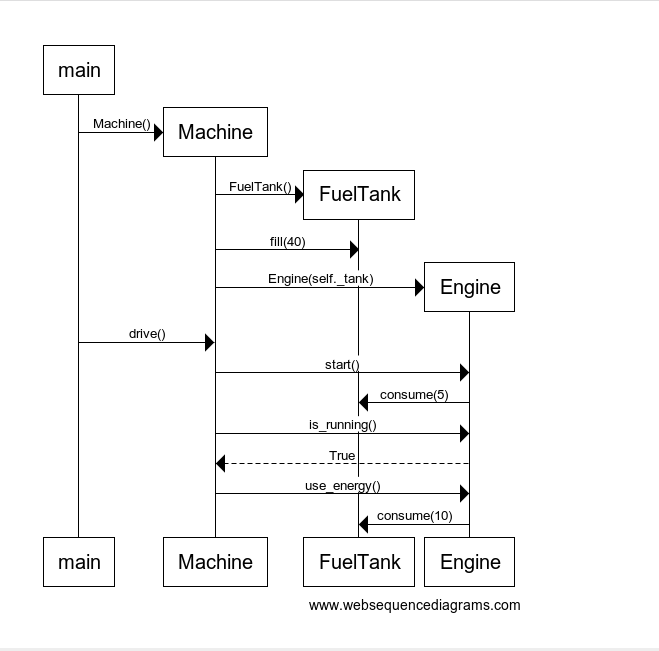 main
Machine()
Machine
FuelTank()
FuelTank
fill(40)
Engine(self._tank)
Engine
drive()
start()
consume(5)
is_running()
True
use_energy()
consume(10)
main
Machine
FuelTank
Engine
www.websequencediagrams.com